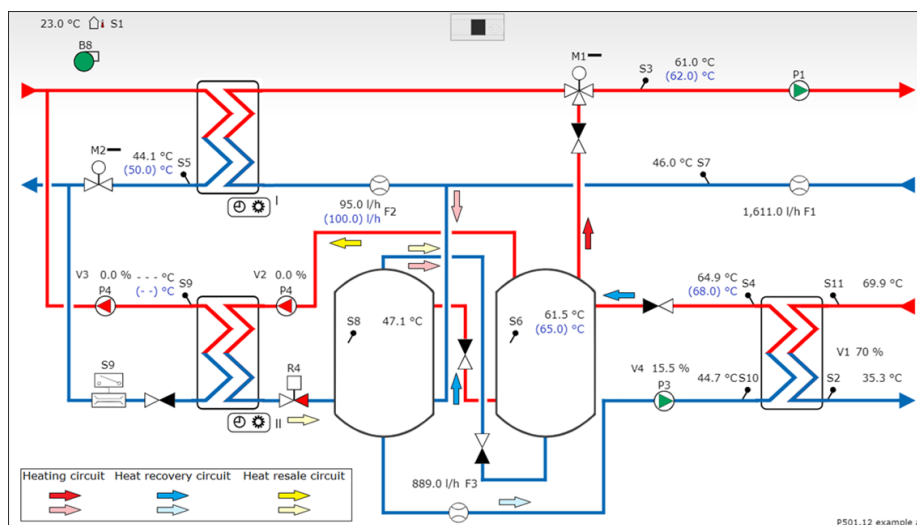 23.0 °C S1
B8
M1
61.0 °C
(62.0) °C
S3
P1
M2
44.1 °C
(50.0) °C
S5
46.0 °C S7
I
95.0 l/h
(100.0) l/h F2
1,611.0 l/h F1
V3 0.0 % - - - °C
(- -) °C
S9
P4
V2 0.0 %
P4
S8
47.1 °C
S6
61.5 °C
(65.0) °C
64.9 °C
(68.0) °C
S4
S11
69.9 °C
V1 70 %
S9
R4
V4 15.5 %
P3
44.7 °C S10
S2
35.3 °C
II
Heating circuit Heat recovery circuit Heat resale circuit
889.0 l/h F3
P501.12 example a